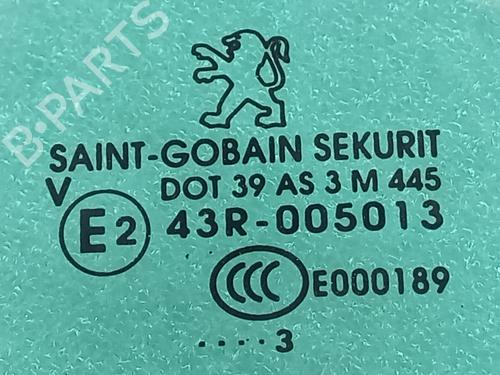 B-PARTS
SAINT-GOBAIN SEKURIT
V DOT 39 AS 3 M 445
E2 43R-005013
CCC E000189
....3